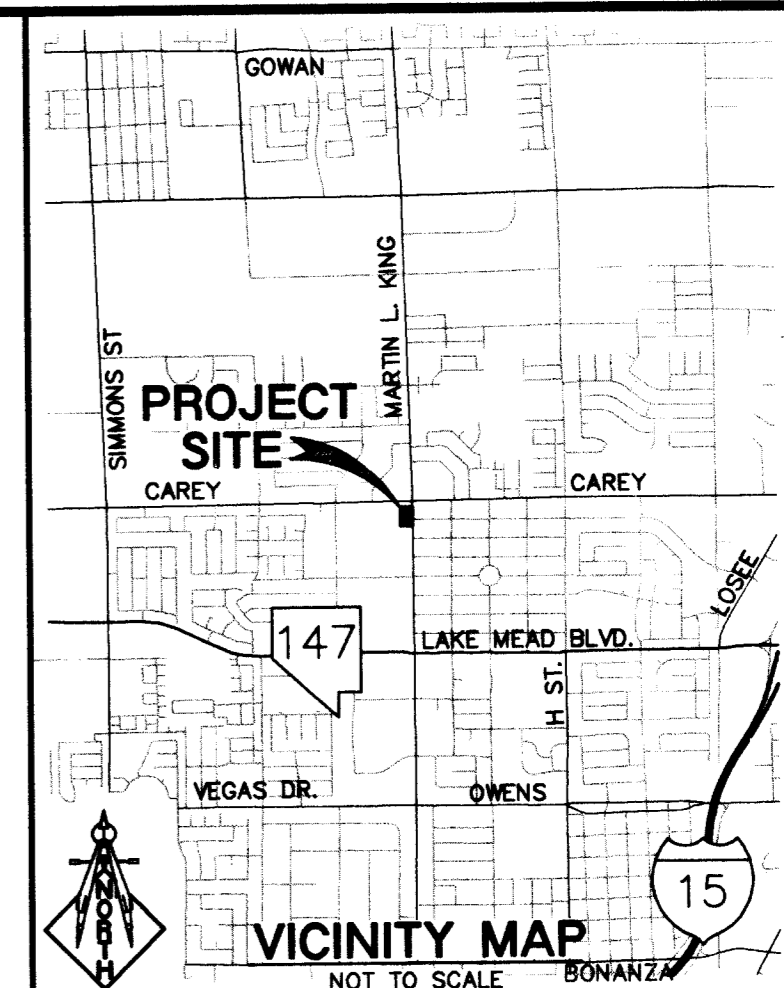 GOWAN
MARTIN L. KING
SIMMONS ST
PROJECT
SITE
CAREY
CAREY
LOSEE
147
LAKE MEAD BLVD.
H ST.
VEGAS DR.
OWENS
NORTH
15
VICINITY MAP
NOT TO SCALE
BONANZA